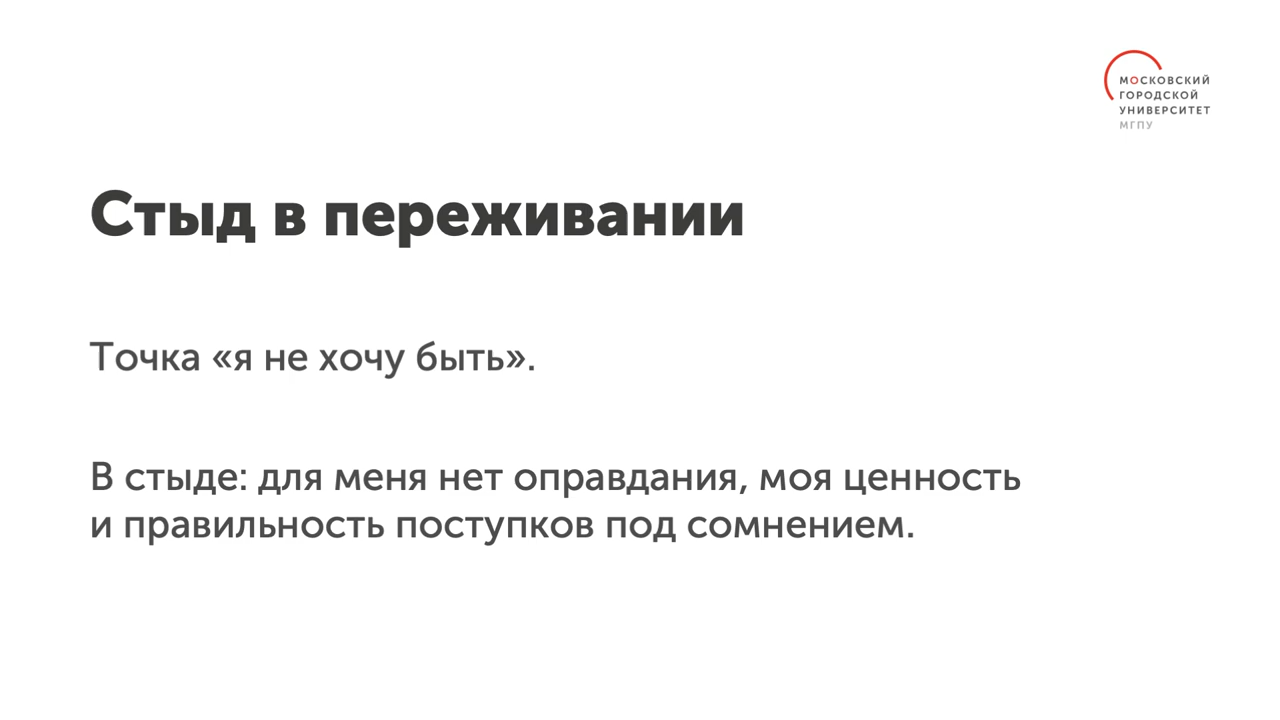 МОСКОВСКИЙ
ГОРОДСКОЙ
УНИВЕРСИТЕТ
МГПУ
Стыд в переживании
Точка «я не хочу быть».
В стыде: для меня нет оправдания, моя ценность
и правильность поступков под сомнением.